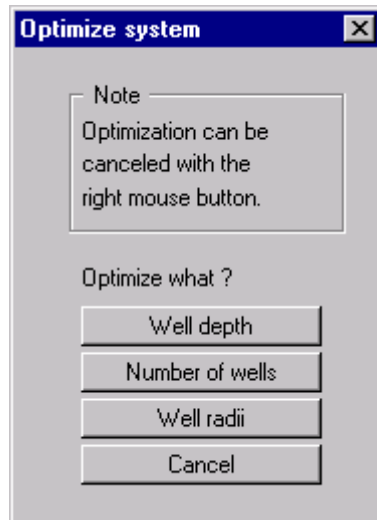 Optimize system
Note
Optimization can be
canceled with the
right mouse button.
Optimize what ?
Well depth
Number of wells
Well radii
Cancel